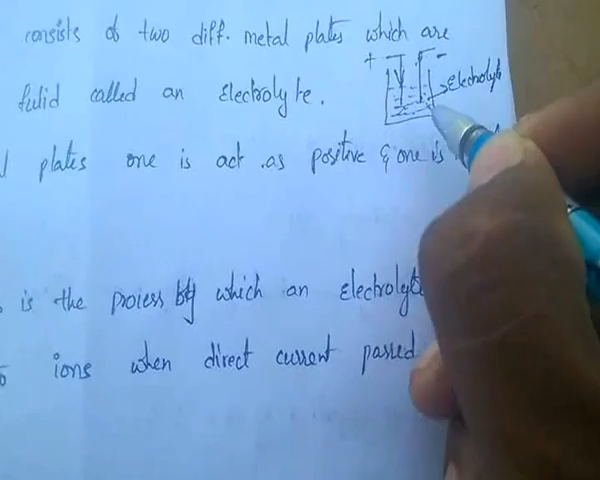 consists of two diff. metal plates which are
+ -
Electrolyte
fulid called an Electrolyte.
plates one is act .as positive & one is
is the process by which an Electrolyte
ions when direct current passed